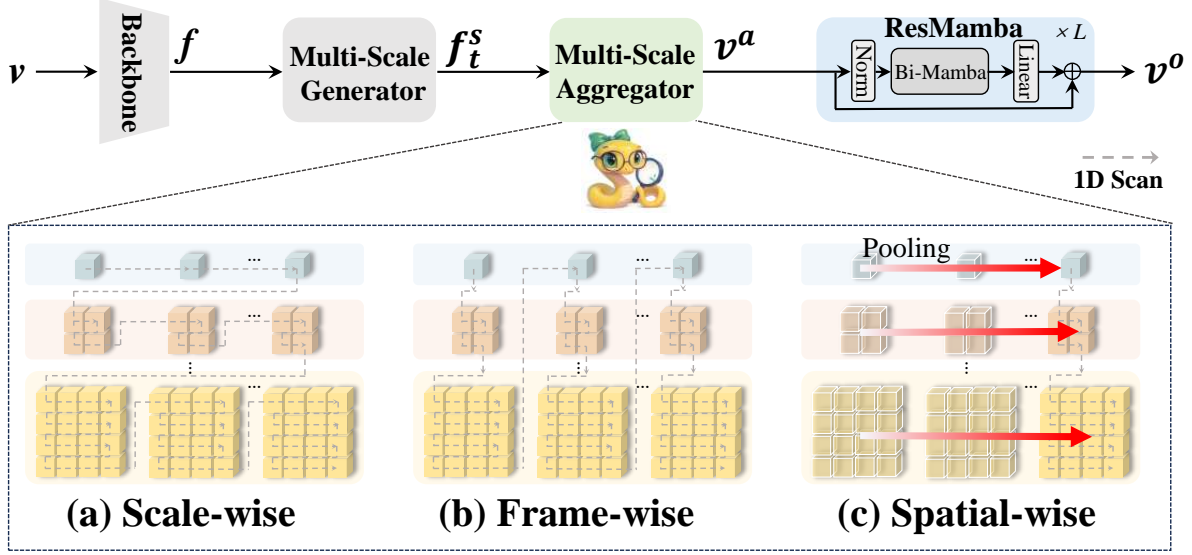 v
Backbone
f
Multi-Scale
Generator
f_t^s
Multi-Scale
Aggregator
v^a
ResMamba
× L
Norm
Bi-Mamba
Linear
v^o
1D Scan
...
...
Pooling
...
...
...
...
⋮
⋮
⋮
...
...
...
(a) Scale-wise
(b) Frame-wise
(c) Spatial-wise